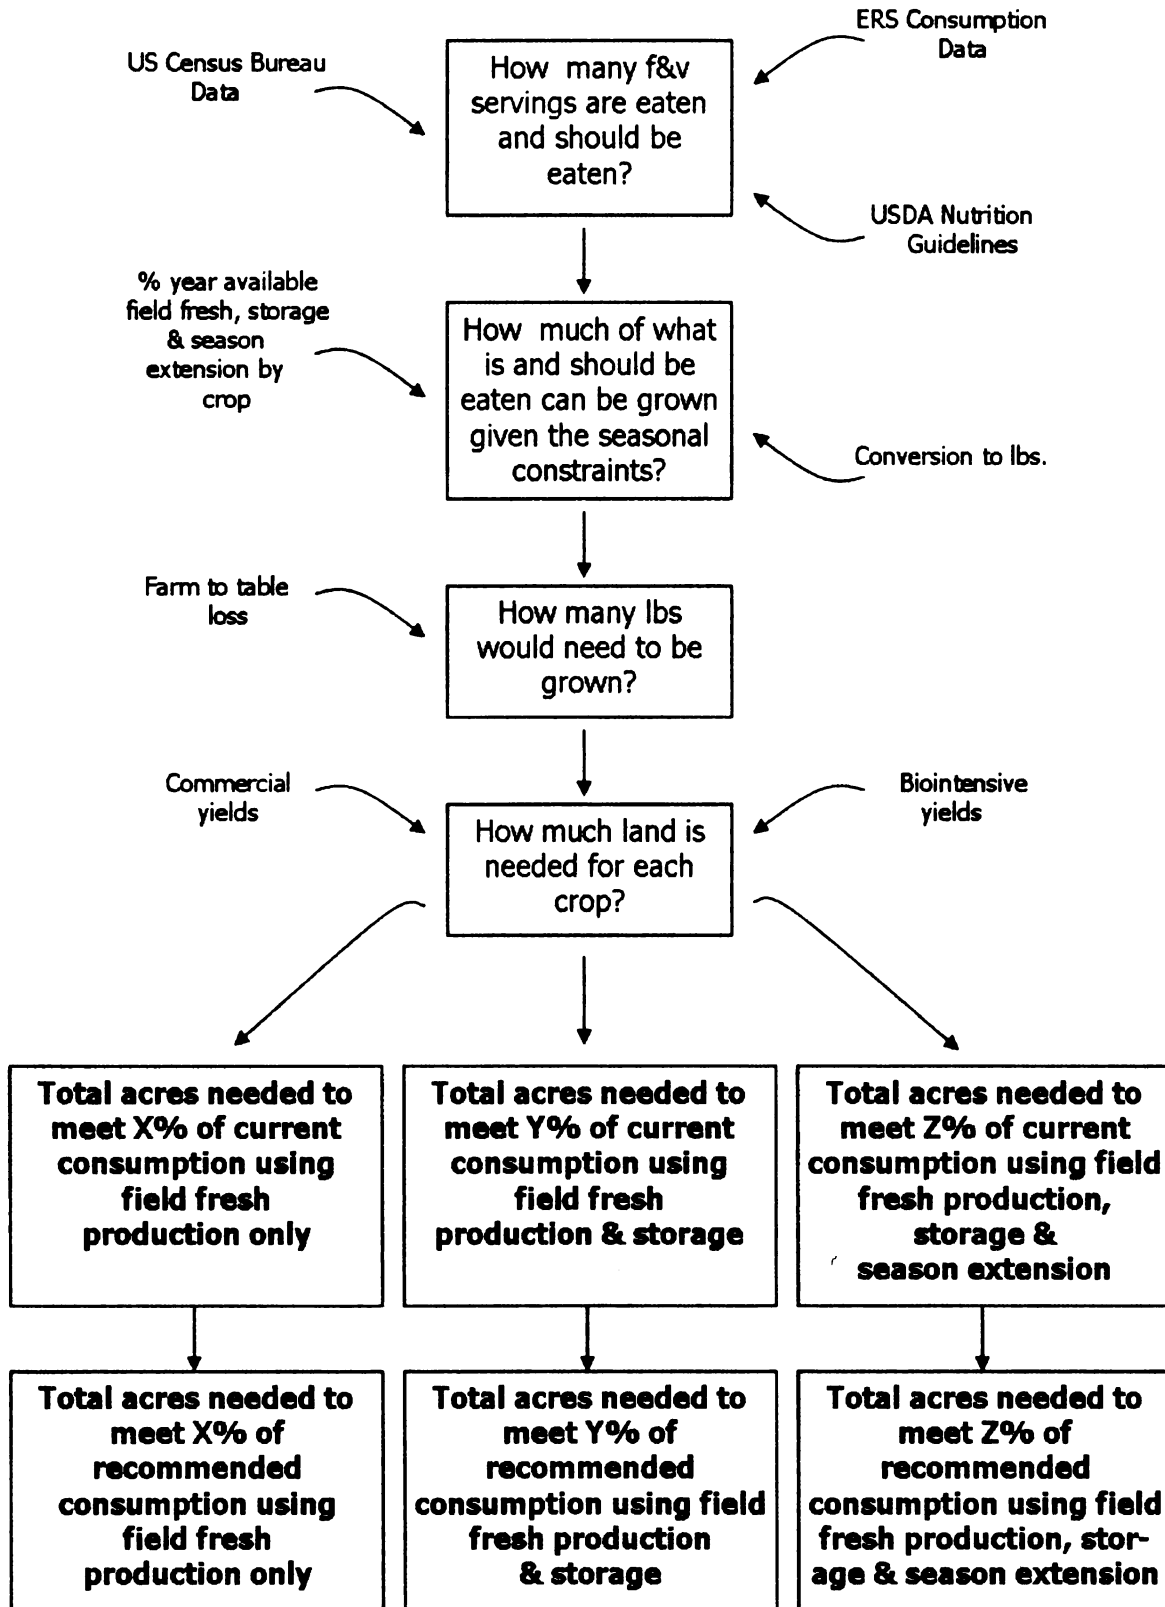 ERS Consumption
Data
US Census Bureau
Data
How many f&v
servings are eaten
and should be
eaten?
USDA Nutrition
Guidelines
% year available
field fresh, storage
& season
extension by
crop
How much of what
is and should be
eaten can be grown
given the seasonal
constraints?
Conversion to lbs.
Farm to table
loss
How many lbs
would need to be
grown?
Commercial
yields
Biointensive
yields
How much land is
needed for each
crop?
Total acres needed to
meet X% of current
consumption using
field fresh
production only
Total acres needed to
meet Y% of current
consumption using
field fresh
production & storage
Total acres needed to
meet Z% of current
consumption using field
fresh production,
storage &
season extension
Total acres needed to
meet X% of
recommended
consumption using
field fresh
production only
Total acres needed to
meet Y% of
recommended
consumption using field
fresh production
& storage
Total acres needed to
meet Z% of
recommended
consumption using field
fresh production, stor-
age & season extension